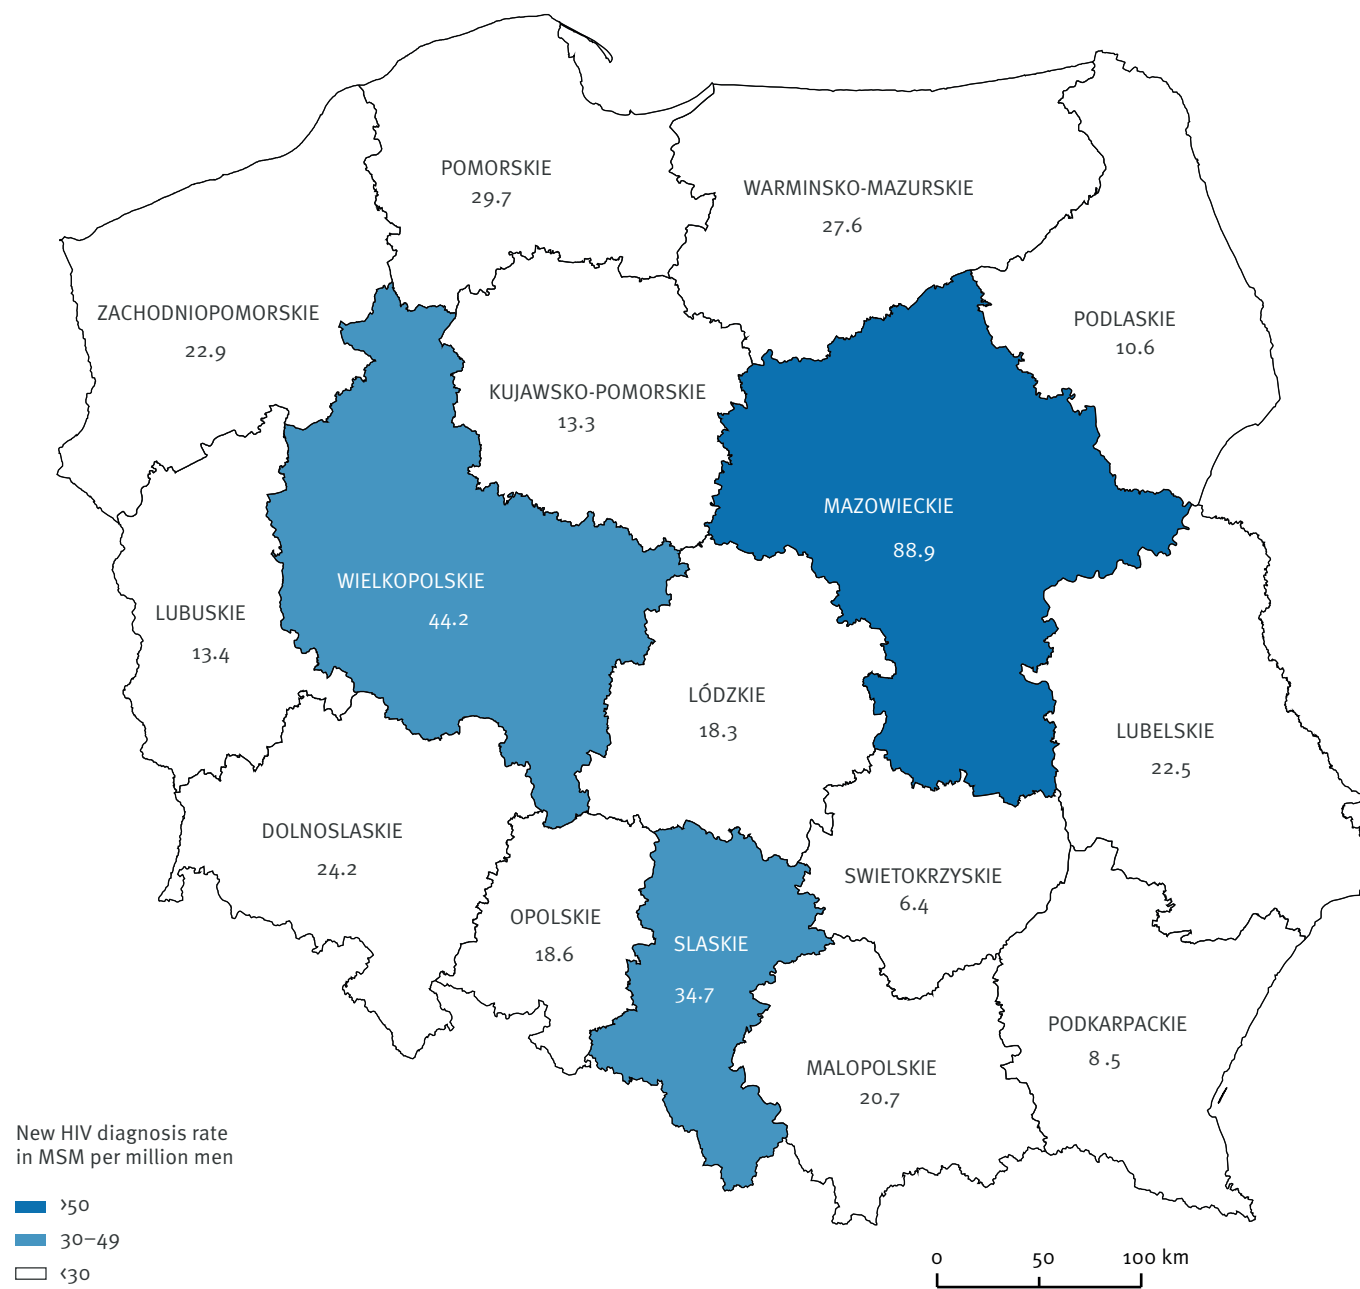 POMORSKIE
29.7
WARMINSKO-MAZURSKIE
27.6
ZACHODNIOPOMORSKIE
22.9
PODLASKIE
10.6
KUJAWSKO-POMORSKIE
13.3
MAZOWIECKIE
88.9
WIELKOPOLSKIE
44.2
LUBUSKIE
13.4
LÓDZKIE
18.3
LUBELSKIE
22.5
DOLNOSLASKIE
24.2
SWIETOKRZYSKIE
6.4
OPOLSKIE
18.6
SLASKIE
34.7
PODKARPACKIE
8 .5
MALOPOLSKIE
20.7
New HIV diagnosis rate
in MSM per million men
>50
30–49
<30
0 50 100 km